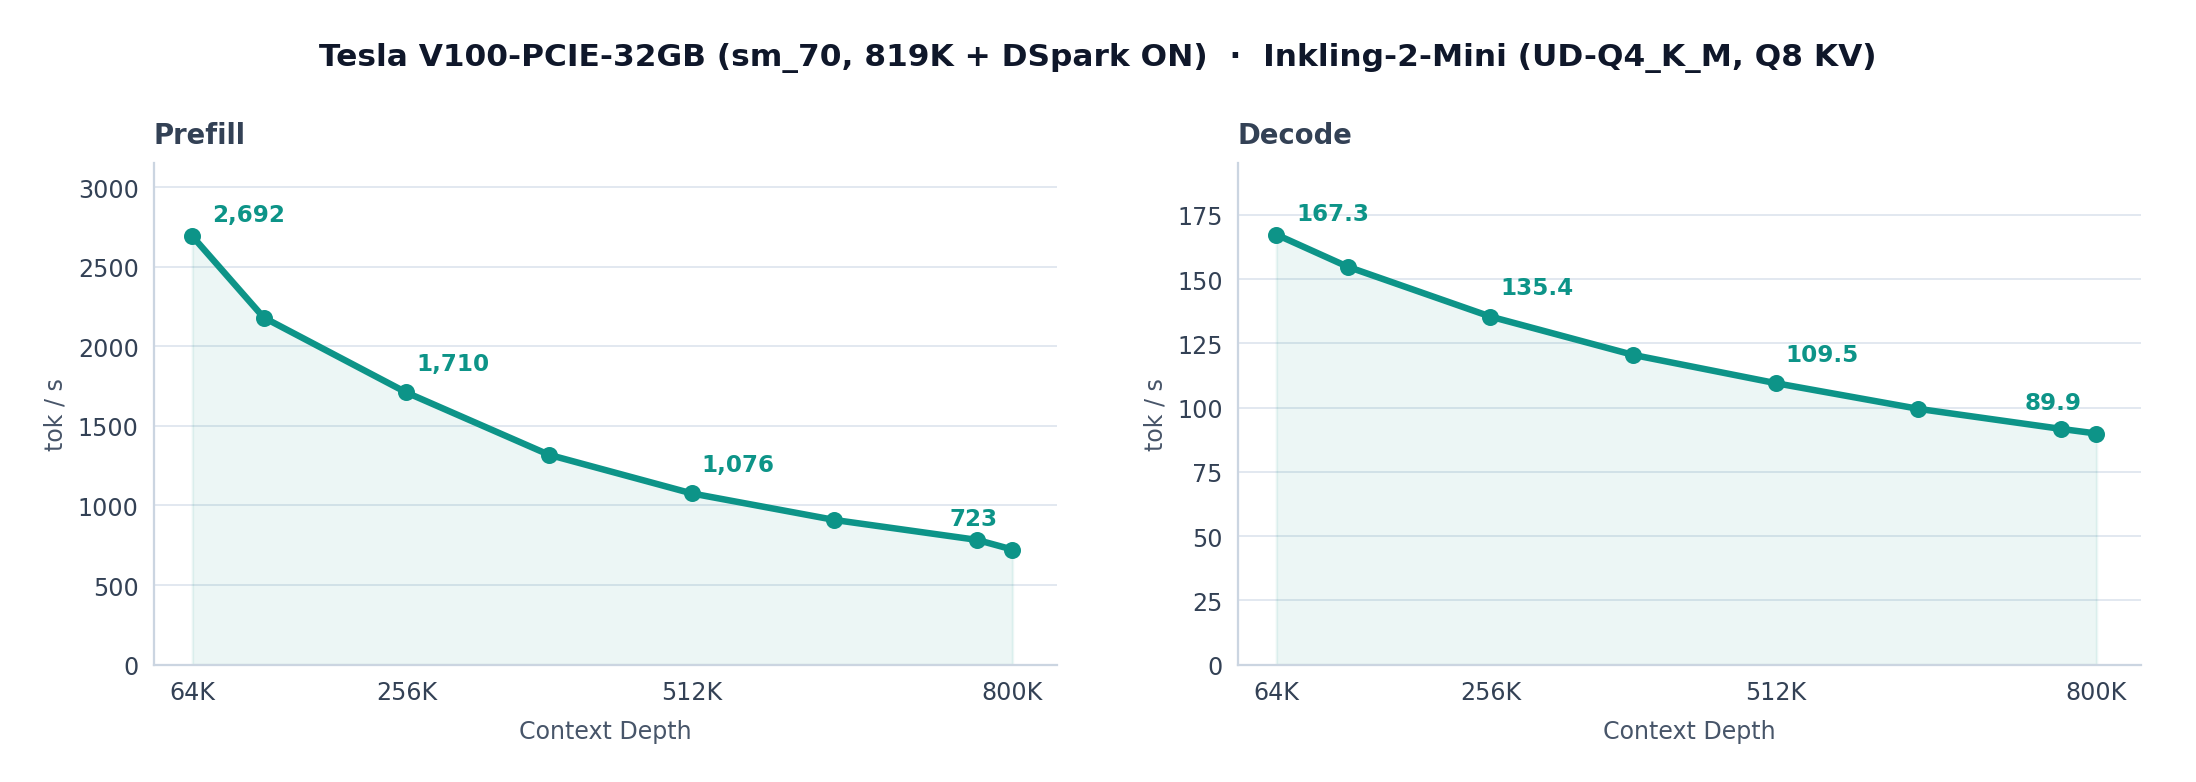 Tesla V100-PCIE-32GB (sm_70, 819K + DSpark ON) · Inkling-2-Mini (UD-Q4_K_M, Q8 KV)
Prefill
tok / s
3000
2500
2000
1500
1000
500
0
2,692
1,710
1,076
723
64K 256K 512K 800K
Context Depth
Decode
tok / s
175
150
125
100
75
50
25
0
167.3
135.4
109.5
89.9
64K 256K 512K 800K
Context Depth